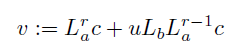 v := L_a^r c + u L_b L_a^{r-1} c